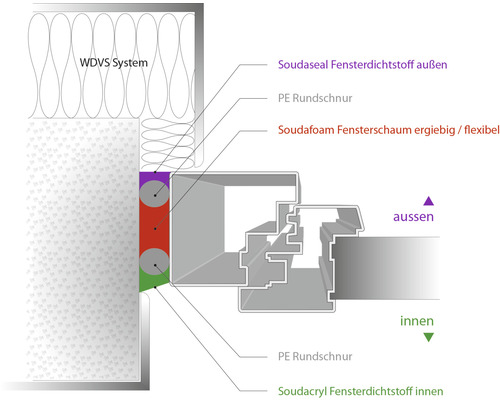 WDVS System
Soudaseal Fensterdichtstoff außen
PE Rundschnur
Soudafoam Fensterschaum ergiebig / flexibel
aussen
innen
PE Rundschnur
Soudacryl Fensterdichtstoff innen